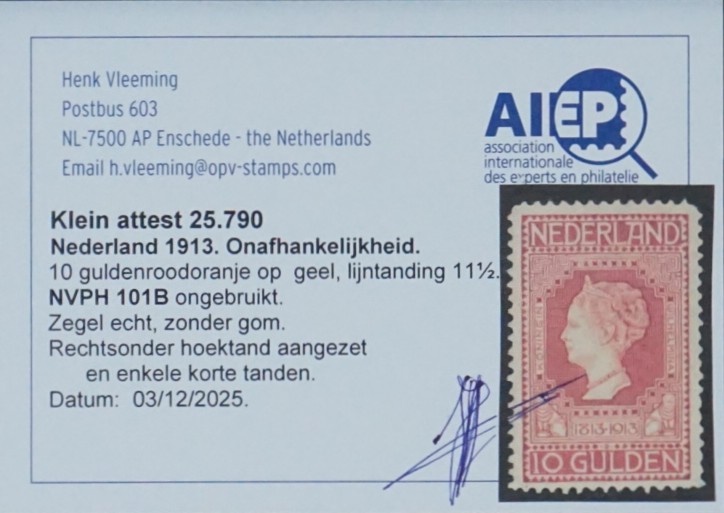 Henk Vleeming
Postbus 603
NL-7500 AP Enschede - the Netherlands
Email h.vleeming@opv-stamps.com
AIEP
association
internationale
des experts en philatelie
Klein attest 25.790
Nederland 1913. Onafhankelijkheid.
10 guldenroodoranje op geel, lijntanding 11½.
NVPH 101B ongebruikt.
Zegel echt, zonder gom.
Rechtsonder hoektand aangezet
en enkele korte tanden.
Datum: 03/12/2025.
NEDERLAND
1813-1913
10 GULDEN